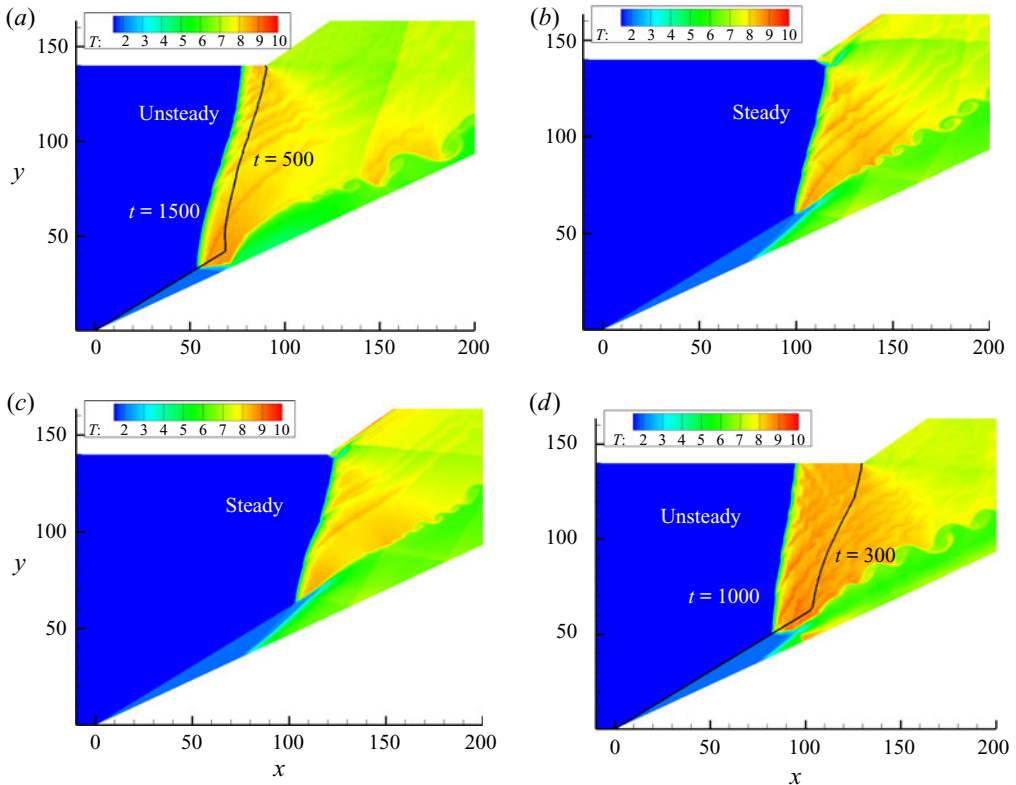 (a)
T: 2 3 4 5 6 7 8 9 10
150
100
50
y
Unsteady
t = 500
t = 1500
0 50 100 150 200
(b)
T: 2 3 4 5 6 7 8 9 10
150
100
50
0
Steady
0 50 100 150 200
(c)
T: 2 3 4 5 6 7 8 9 10
150
100
50
0
y
Steady
0 50 100 150 200
x
(d)
T: 2 3 4 5 6 7 8 9 10
150
100
50
0
Unsteady
t = 300
t = 1000
0 50 100 150 200
x